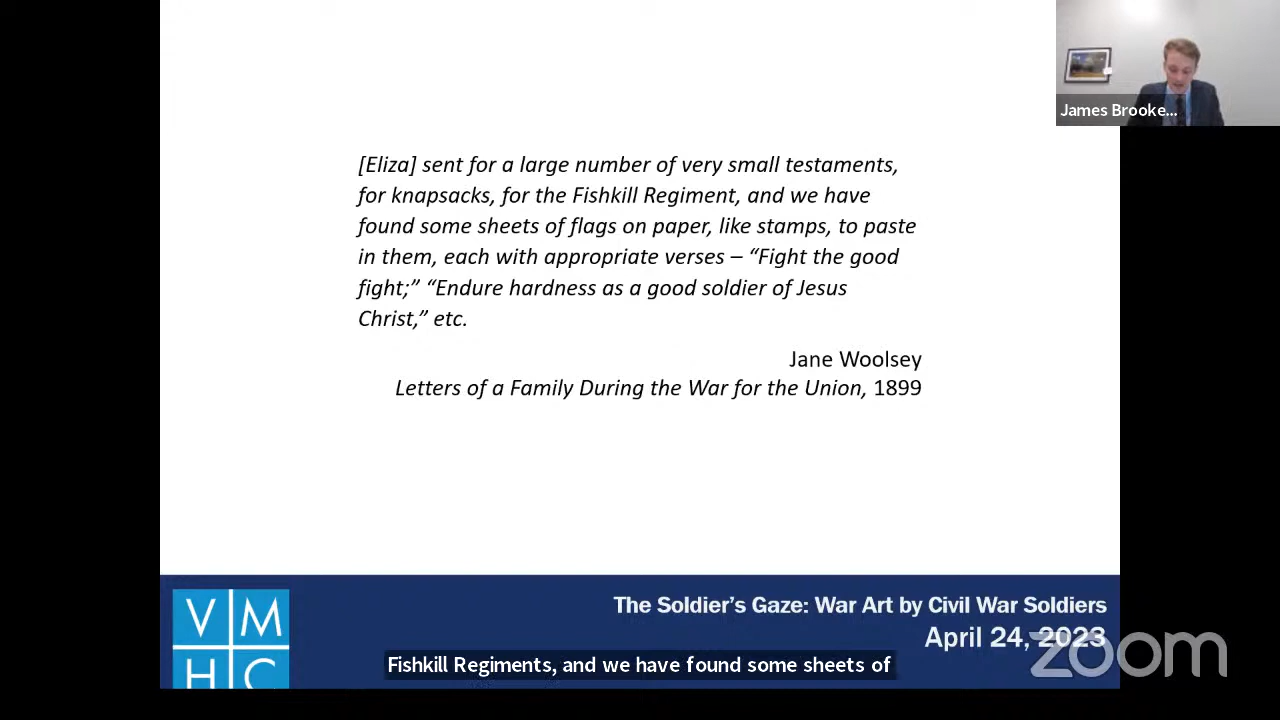 James Brooke...
[Eliza] sent for a large number of very small testaments,
for knapsacks, for the Fishkill Regiment, and we have
found some sheets of flags on paper, like stamps, to paste
in them, each with appropriate verses – “Fight the good
fight;” “Endure hardness as a good soldier of Jesus
Christ,” etc.
Jane Woolsey
Letters of a Family During the War for the Union, 1899
The Soldier’s Gaze: War Art by Civil War Soldiers
April 24, 2023
V M
H C
Fishkill Regiments, and we have found some sheets of
zoom